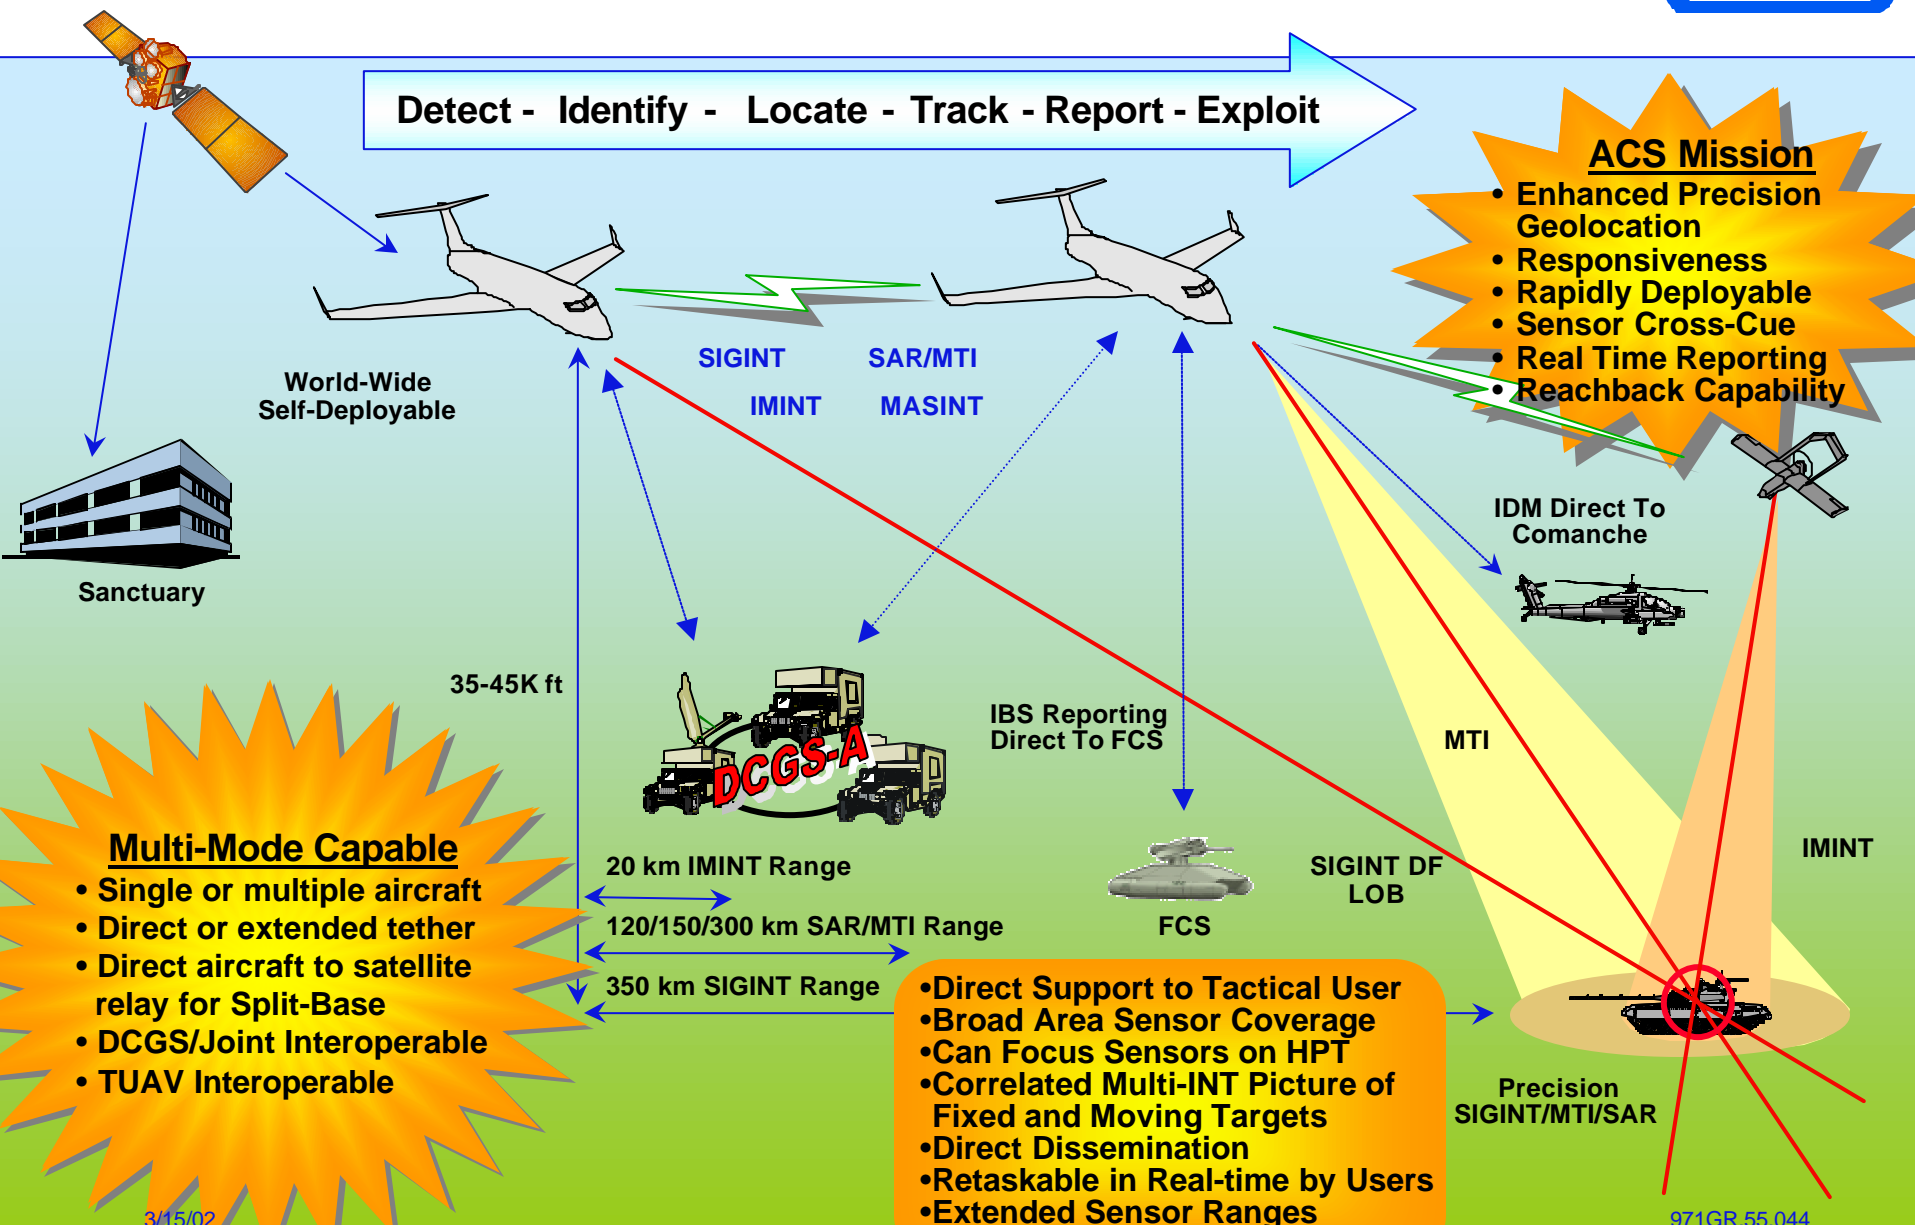 Detect - Identify - Locate - Track - Report - Exploit
ACS Mission
• Enhanced Precision
Geolocation
• Responsiveness
• Rapidly Deployable
• Sensor Cross-Cue
• Real Time Reporting
• Reachback Capability
SIGINT SAR/MTI
IMINT MASINT
World-Wide
Self-Deployable
Sanctuary
IDM Direct To
Comanche
35-45K ft
IBS Reporting
Direct To FCS
DCGS-A
MTI
IMINT
Multi-Mode Capable
• Single or multiple aircraft
• Direct or extended tether
• Direct aircraft to satellite
relay for Split-Base
• DCGS/Joint Interoperable
• TUAV Interoperable
20 km IMINT Range
120/150/300 km SAR/MTI Range
350 km SIGINT Range
FCS
SIGINT DF
LOB
•Direct Support to Tactical User
•Broad Area Sensor Coverage
•Can Focus Sensors on HPT
•Correlated Multi-INT Picture of
Fixed and Moving Targets
•Direct Dissemination
•Retaskable in Real-time by Users
•Extended Sensor Ranges
Precision
SIGINT/MTI/SAR
3/15/02
971GR.55.044